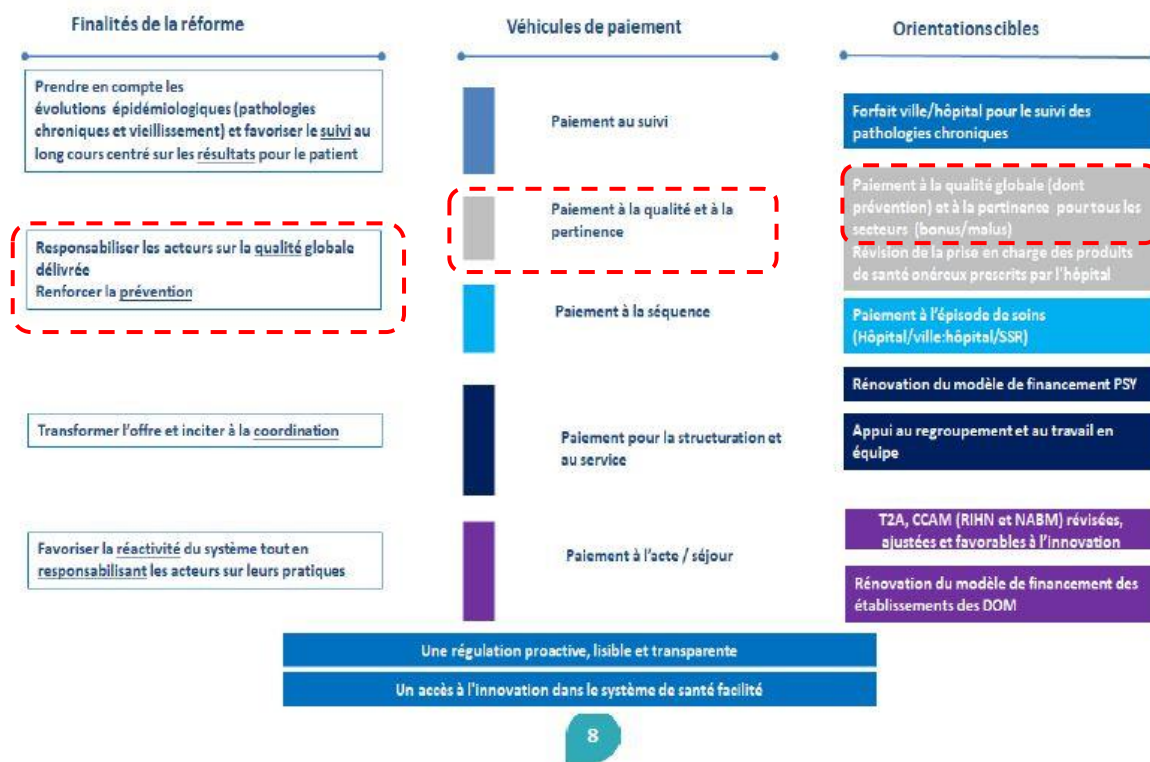 Finalités de la réforme
Prendre en compte les
évolutions épidémiologiques (pathologies
chroniques et vieillissement) et favoriser le suivi au
long cours centré sur les résultats pour le patient
Responsabiliser les acteurs sur la qualité globale
délivrée
Renforcer la prévention
Transformer l'offre et inciter à la coordination
Favoriser la réactivité du système tout en
responsabilisant les acteurs sur leurs pratiques
Véhicules de paiement
Paiement au suivi
Paiement à la qualité et à la
pertinence
Paiement à la séquence
Paiement pour la structuration et
au service
Paiement à l'acte / séjour
Orientations cibles
Forfait ville/hôpital pour le suivi des
pathologies chroniques
Paiement à la qualité globale (dont
prévention) et à la pertinence pour tous les
secteurs (bonus/malus)
Révision de la prise en charge des produits
de santé onéreux prescrits par l'hôpital
Paiement à l'épisode de soins
(Hôpital/ville:hôpital/SSR)
Rénovation du modèle de financement PSY
Appui au regroupement et au travail en
équipe
T2A, CCAM (RIHN et NABM) révisées,
ajustées et favorables à l'innovation
Rénovation du modèle de financement des
établissements des DOM
Une régulation proactive, lisible et transparente
Un accès à l'innovation dans le système de santé facilité
8